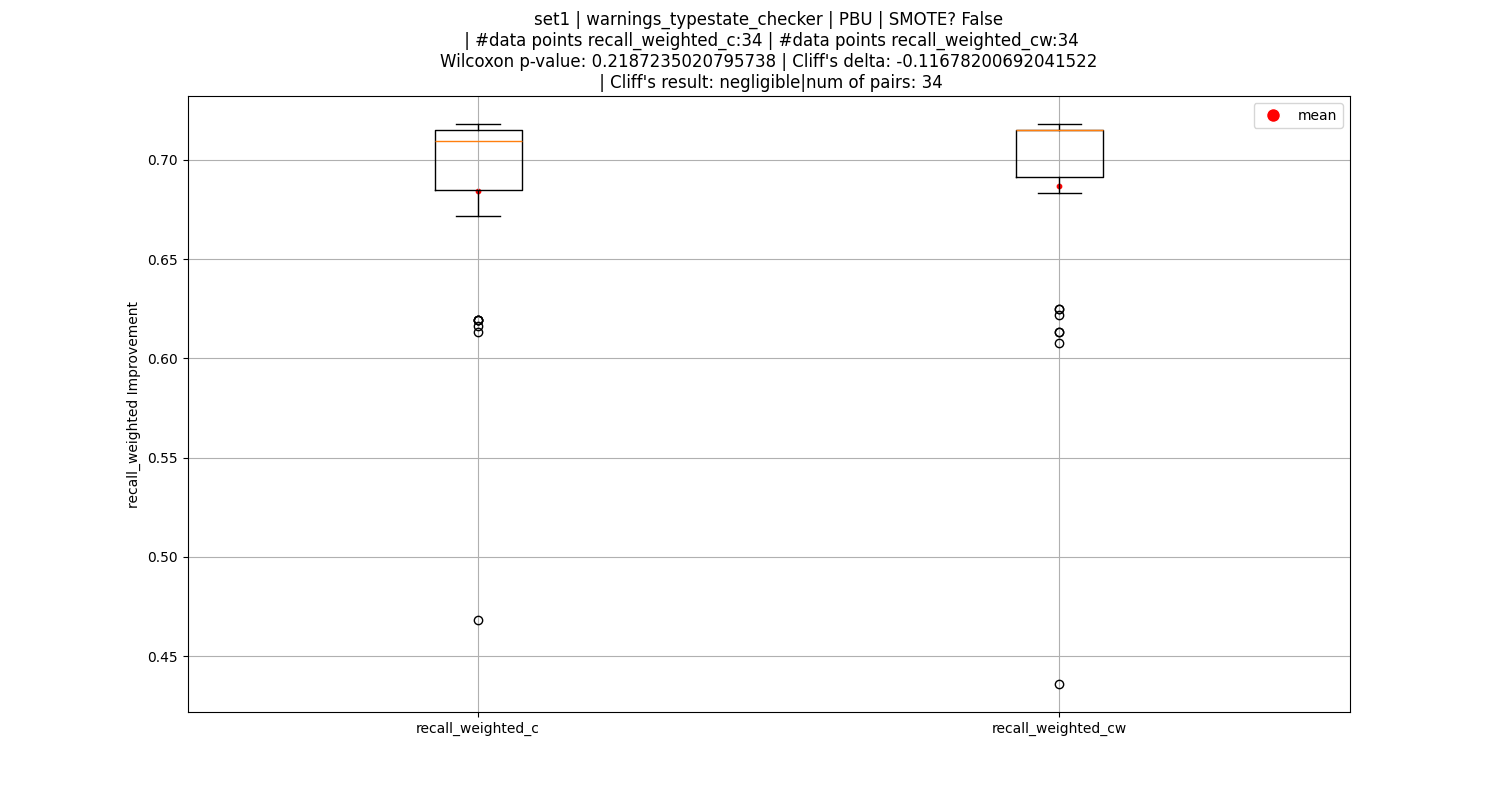 set1 | warnings_typestate_checker | PBU | SMOTE? False
| #data points recall_weighted_c:34 | #data points recall_weighted_cw:34
Wilcoxon p-value: 0.2187235020795738 | Cliff's delta: -0.11678200692041522
| Cliff's result: negligible|num of pairs: 34
mean
0.70
0.65
0.60
0.55
0.50
0.45
recall_weighted Improvement
recall_weighted_c
recall_weighted_cw